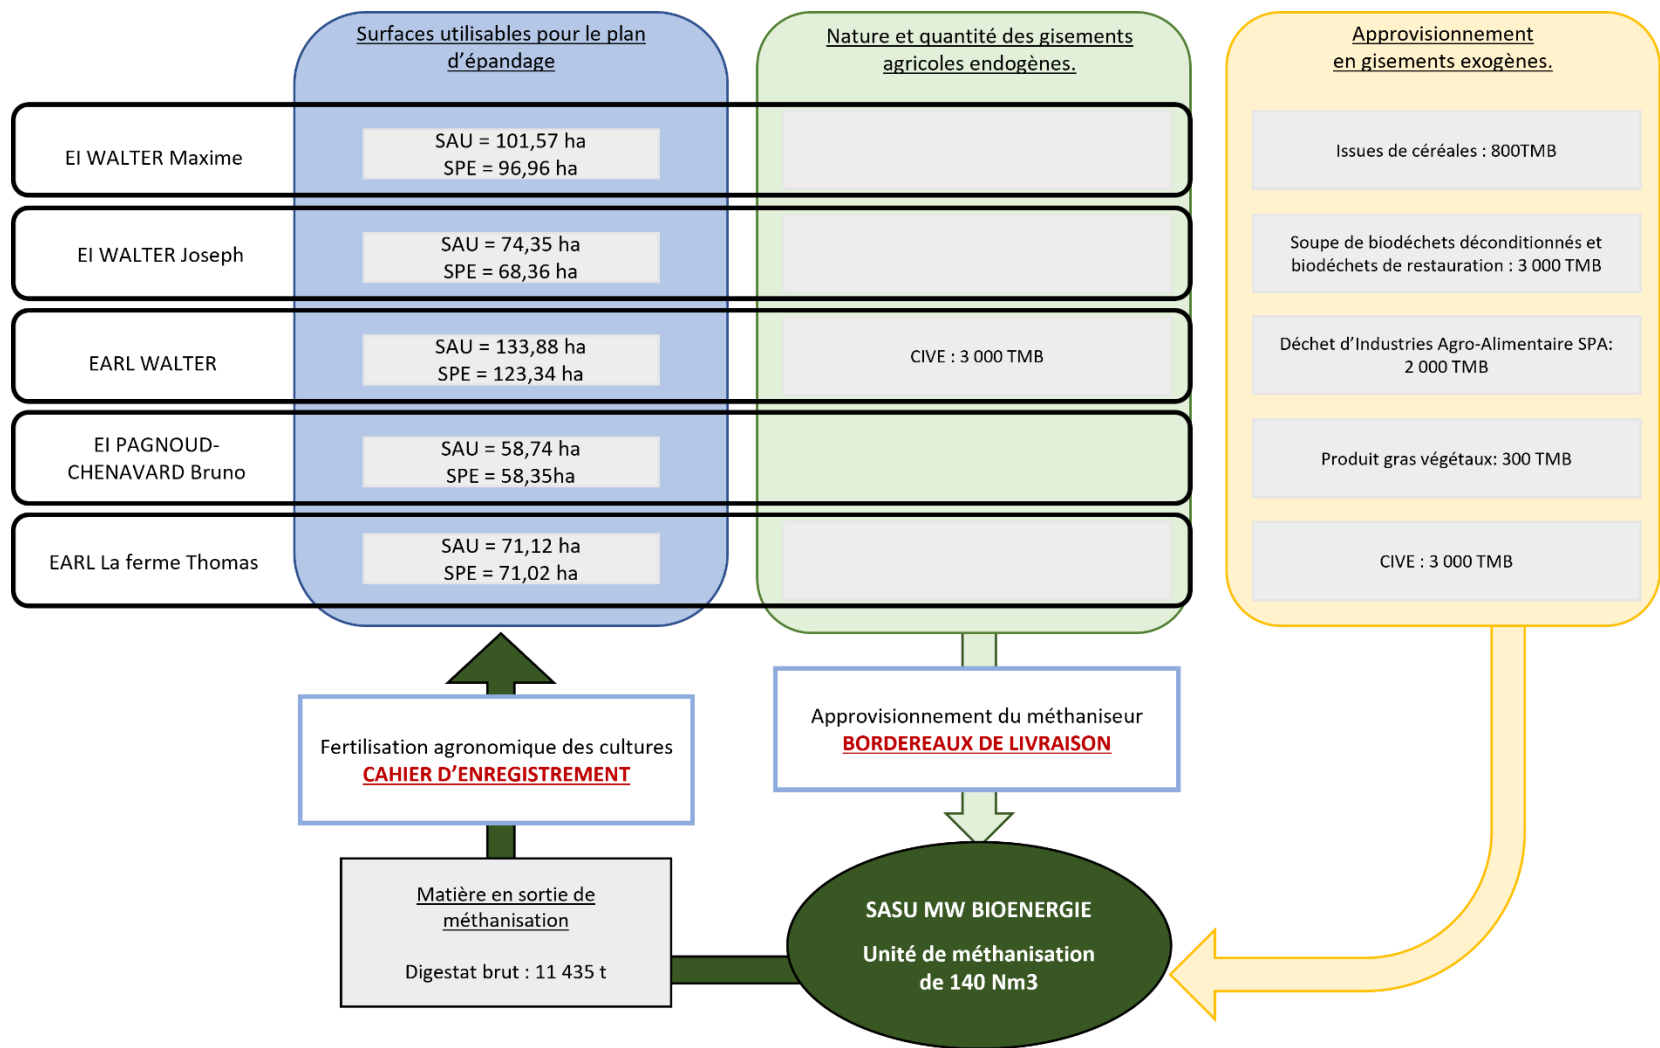 Surfaces utilisables pour le plan
d'épandage
Nature et quantité des gisements
agricoles endogènes.
Approvisionnement
en gisements exogènes.
EI WALTER Maxime
SAU = 101,57 ha
SPE = 96,96 ha
Issues de céréales : 800TMB
EI WALTER Joseph
SAU = 74,35 ha
SPE = 68,36 ha
Soupe de biodéchets déconditionnés et
biodéchets de restauration : 3 000 TMB
EARL WALTER
SAU = 133,88 ha
SPE = 123,34 ha
CIVE : 3 000 TMB
Déchet d'Industries Agro-Alimentaire SPA:
2 000 TMB
EI PAGNOUD-
CHENAVARD Bruno
SAU = 58,74 ha
SPE = 58,35ha
Produit gras végétaux: 300 TMB
EARL La ferme Thomas
SAU = 71,12 ha
SPE = 71,02 ha
CIVE : 3 000 TMB
Fertilisation agronomique des cultures
CAHIER D'ENREGISTREMENT
Approvisionnement du méthaniseur
BORDEREAUX DE LIVRAISON
Matière en sortie de
méthanisation
Digestat brut : 11 435 t
SASU MW BIOENERGIE
Unité de méthanisation
de 140 Nm3